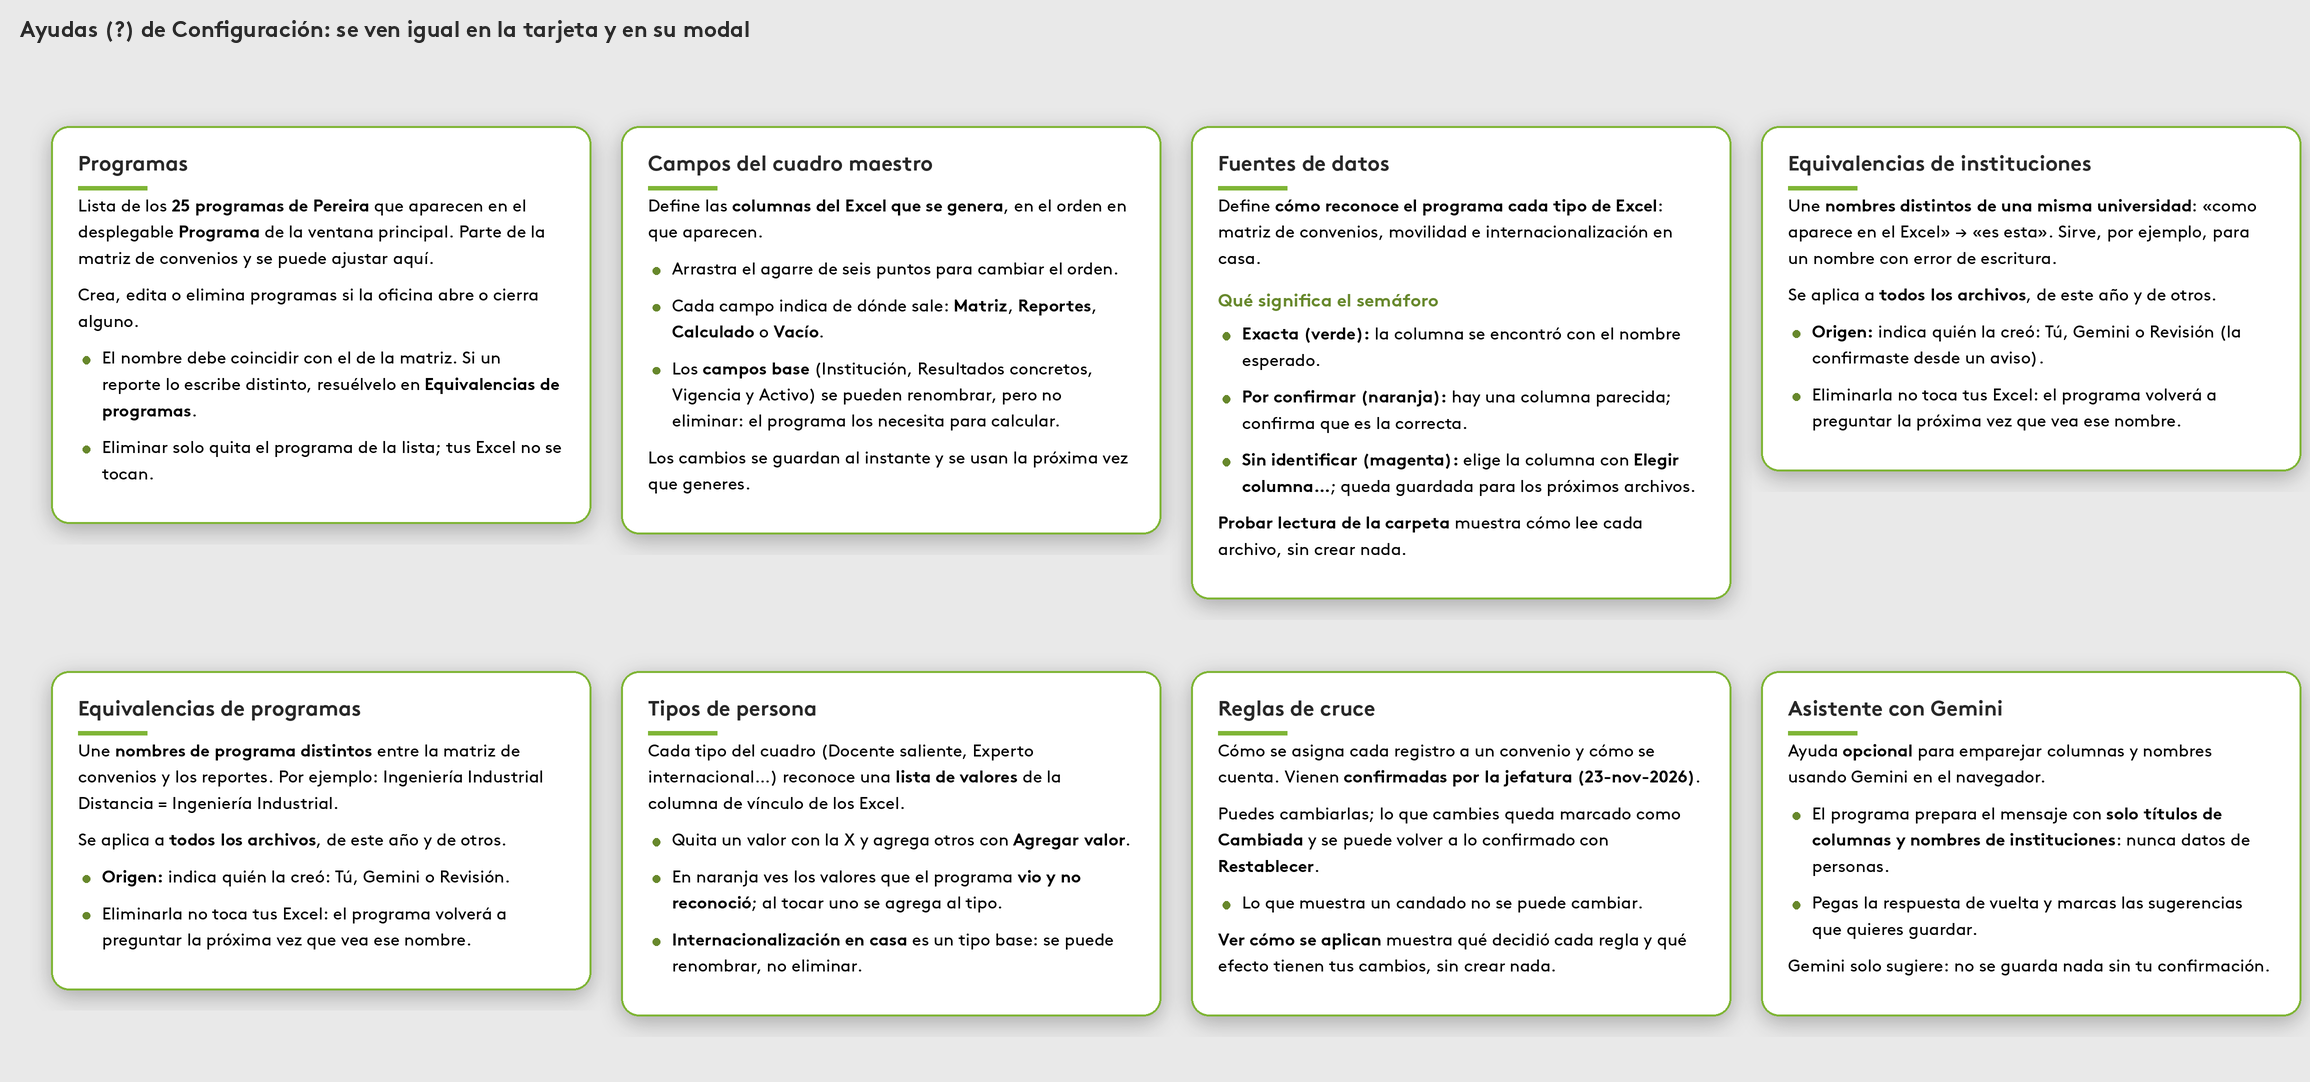 Ayudas (?) de Configuración: se ven igual en la tarjeta y en su modal
Programas
Lista de los 25 programas de Pereira que aparecen en el
desplegable Programa de la ventana principal. Parte de la
matriz de convenios y se puede ajustar aquí.
Crea, edita o elimina programas si la oficina abre o cierra
alguno.
El nombre debe coincidir con el de la matriz. Si un
reporte lo escribe distinto, resuélvelo en Equivalencias de
programas.
Eliminar solo quita el programa de la lista; tus Excel no se
tocan.
Campos del cuadro maestro
Define las columnas del Excel que se genera, en el orden en
que aparecen.
Arrastra el agarre de seis puntos para cambiar el orden.
Cada campo indica de dónde sale: Matriz, Reportes,
Calculado o Vacío.
Los campos base (Institución, Resultados concretos,
Vigencia y Activo) se pueden renombrar, pero no
eliminar: el programa los necesita para calcular.
Los cambios se guardan al instante y se usan la próxima vez
que generes.
Fuentes de datos
Define cómo reconoce el programa cada tipo de Excel:
matriz de convenios, movilidad e internacionalización en
casa.
Qué significa el semáforo
Exacta (verde): la columna se encontró con el nombre
esperado.
Por confirmar (naranja): hay una columna parecida;
confirma que es la correcta.
Sin identificar (magenta): elige la columna con Elegir
columna...; queda guardada para los próximos archivos.
Probar lectura de la carpeta muestra cómo lee cada
archivo, sin crear nada.
Equivalencias de instituciones
Une nombres distintos de una misma universidad: «como
aparece en el Excel» → «es esta». Sirve, por ejemplo, para
un nombre con error de escritura.
Se aplica a todos los archivos, de este año y de otros.
Origen: indica quién la creó: Tú, Gemini o Revisión (la
confirmaste desde un aviso).
Eliminarla no toca tus Excel: el programa volverá a
preguntar la próxima vez que vea ese nombre.
Equivalencias de programas
Une nombres de programa distintos entre la matriz de
convenios y los reportes. Por ejemplo: Ingeniería Industrial
Distancia = Ingeniería Industrial.
Se aplica a todos los archivos, de este año y de otros.
Origen: indica quién la creó: Tú, Gemini o Revisión.
Eliminarla no toca tus Excel: el programa volverá a
preguntar la próxima vez que vea ese nombre.
Tipos de persona
Cada tipo del cuadro (Docente saliente, Experto
internacional...) reconoce una lista de valores de la
columna de vínculo de los Excel.
Quita un valor con la X y agrega otros con Agregar valor.
En naranja ves los valores que el programa vio y no
reconoció; al tocar uno se agrega al tipo.
Internacionalización en casa es un tipo base: se puede
renombrar, no eliminar.
Reglas de cruce
Cómo se asigna cada registro a un convenio y cómo se
cuenta. Vienen confirmadas por la jefatura (23-nov-2026).
Puedes cambiarlas; lo que cambies queda marcado como
Cambiada y se puede volver a lo confirmado con
Restablecer.
Lo que muestra un candado no se puede cambiar.
Ver cómo se aplican muestra qué decidió cada regla y qué
efecto tienen tus cambios, sin crear nada.
Asistente con Gemini
Ayuda opcional para emparejar columnas y nombres
usando Gemini en el navegador.
El programa prepara el mensaje con solo títulos de
columnas y nombres de instituciones: nunca datos de
personas.
Pegas la respuesta de vuelta y marcas las sugerencias
que quieres guardar.
Gemini solo sugiere: no se guarda nada sin tu confirmación.